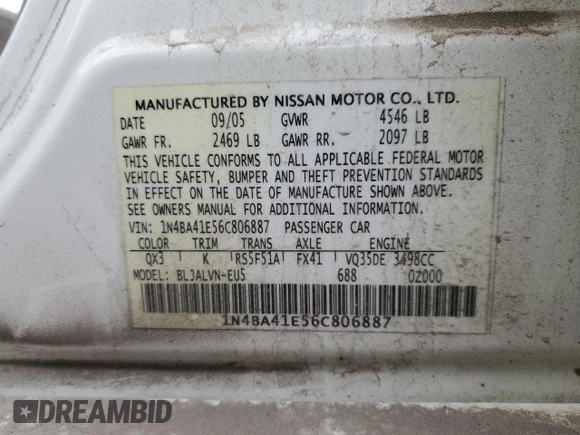 MANUFACTURED BY NISSAN MOTOR CO., LTD.
DATE 09/05 GVWR 4546 LB
GAWR FR. 2469 LB GAWR RR. 2097 LB
THIS VEHICLE CONFORMS TO ALL APPLICABLE FEDERAL MOTOR
VEHICLE SAFETY, BUMPER AND THEFT PREVENTION STANDARDS
IN EFFECT ON THE DATE OF MANUFACTURE SHOWN ABOVE.
SEE OWNERS MANUAL FOR ADDITIONAL INFORMATION.
VIN: 1N4BA41E56C806887 PASSENGER CAR
COLOR TRIM TRANS AXLE ENGINE
QX3 K RS5F51A FX41 VQ35DE 3498CC
MODEL: BLJALVN-EU5 688 0Z000
1N4BA41E56C806887
DREAMBID